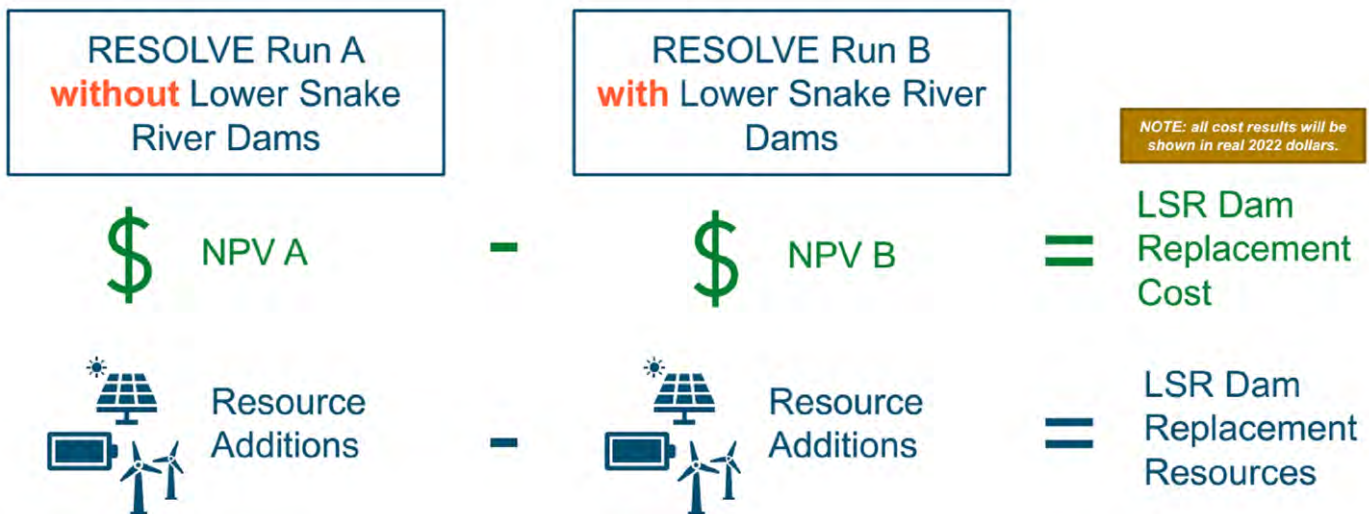 RESOLVE Run A
without Lower Snake
River Dams
RESOLVE Run B
with Lower Snake River
Dams
NOTE: all cost results will be
shown in real 2022 dollars.
$ NPV A
-
$ NPV B
=
LSR Dam
Replacement
Cost
Resource
Additions
-
Resource
Additions
=
LSR Dam
Replacement
Resources